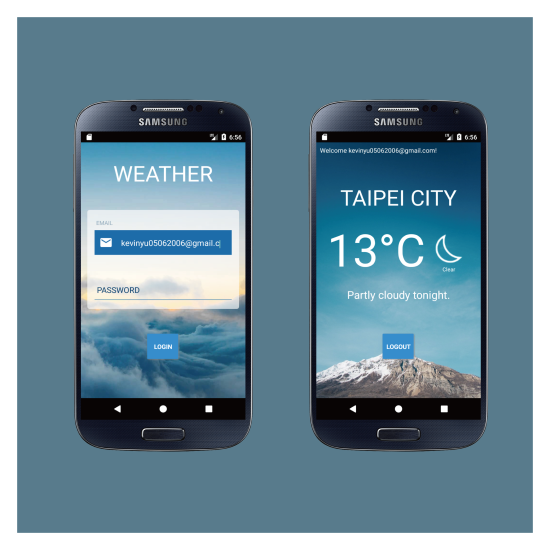 SAMSUNG
6:56
WEATHER
EMAIL
kevinyu05062006@gmail.c
PASSWORD
LOGIN
SAMSUNG
6:56
Welcome kevinyu05062006@gmail.com!
TAIPEI CITY
13°C
Clear
Partly cloudy tonight.
LOGOUT